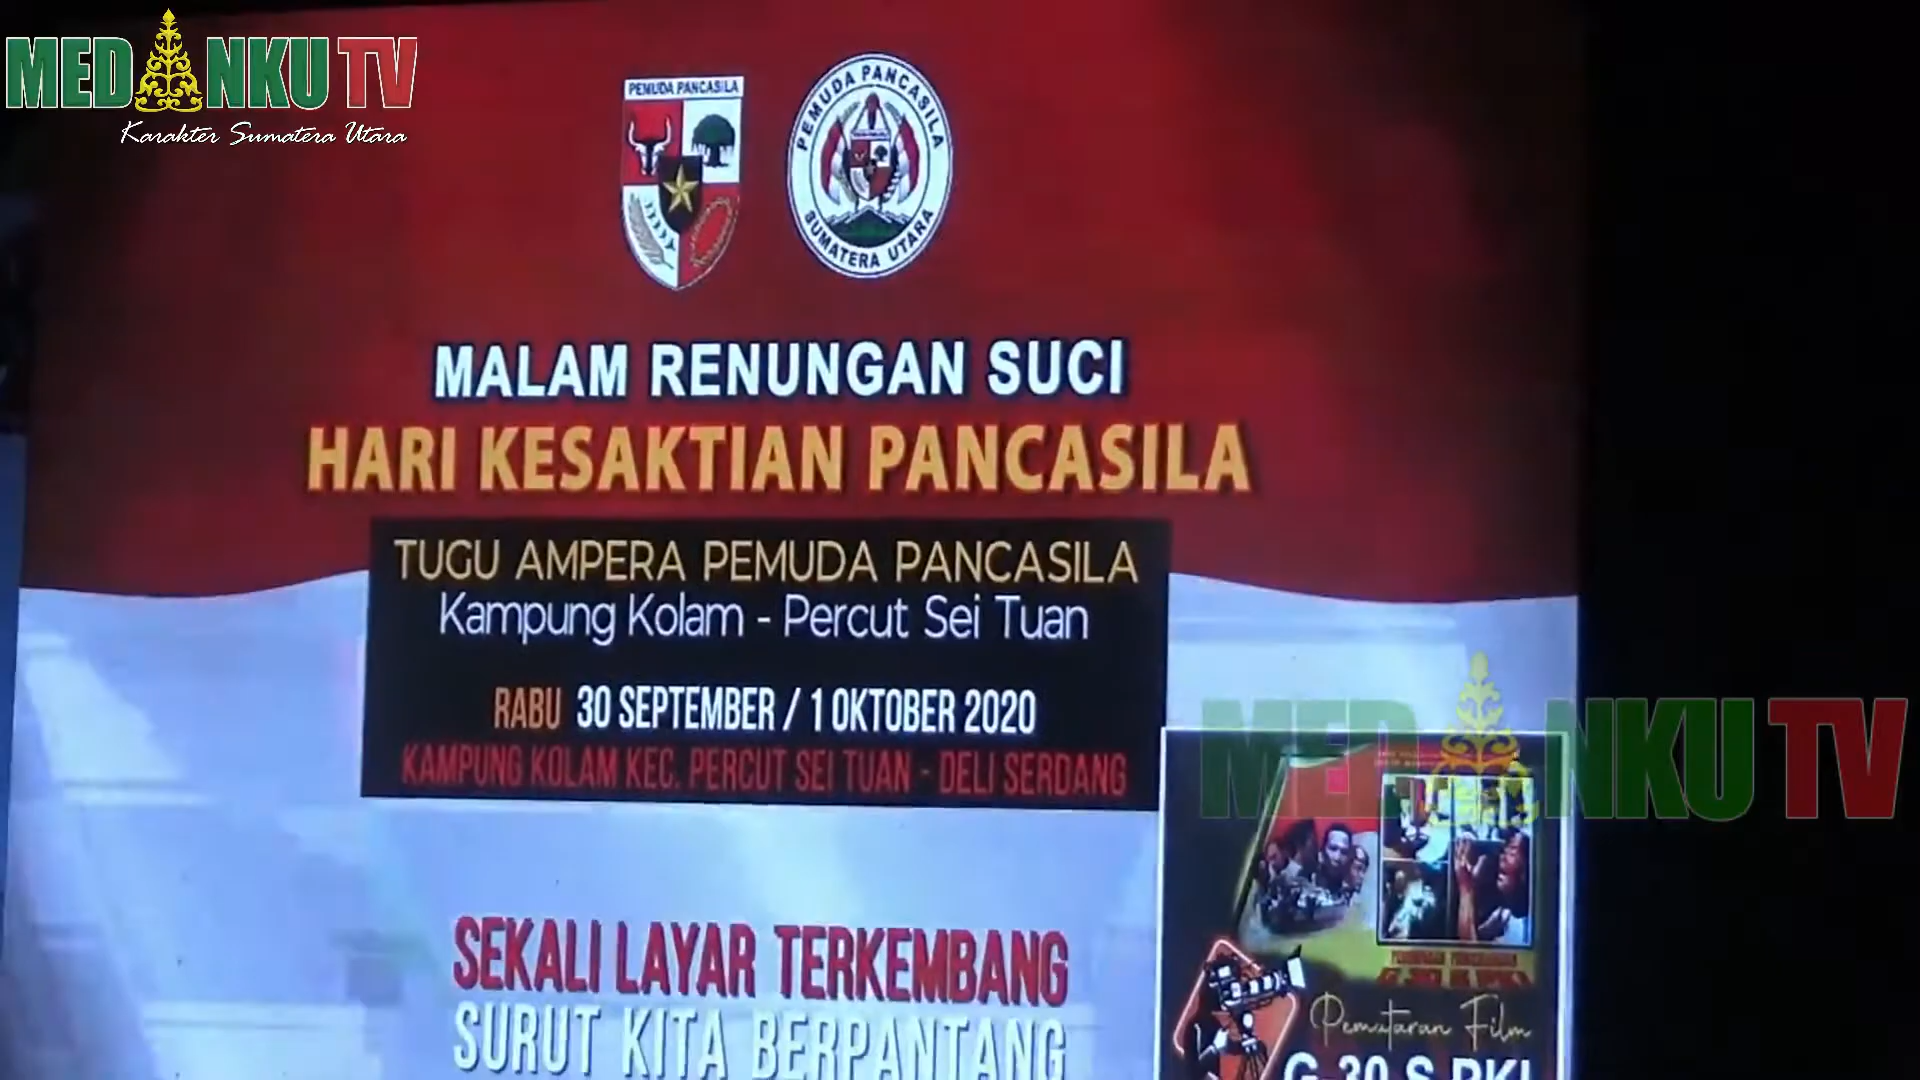 MEDANKU TV
Karakter Sumatera Utara
PEMUDA PANCASILA
PEMUDA PANCASILA
SUMATERA UTARA
MALAM RENUNGAN SUCI
HARI KESAKTIAN PANCASILA
TUGU AMPERA PEMUDA PANCASILA
Kampung Kolam - Percut Sei Tuan
RABU 30 SEPTEMBER / 1 OKTOBER 2020
KAMPUNG KOLAM KEC. PERCUT SEI TUAN - DELI SERDANG
MEDANKU TV
SEKALI LAYAR TERKEMBANG
SURUT KITA BERPANTANG
Pemutaran Film
G-30 S PKI